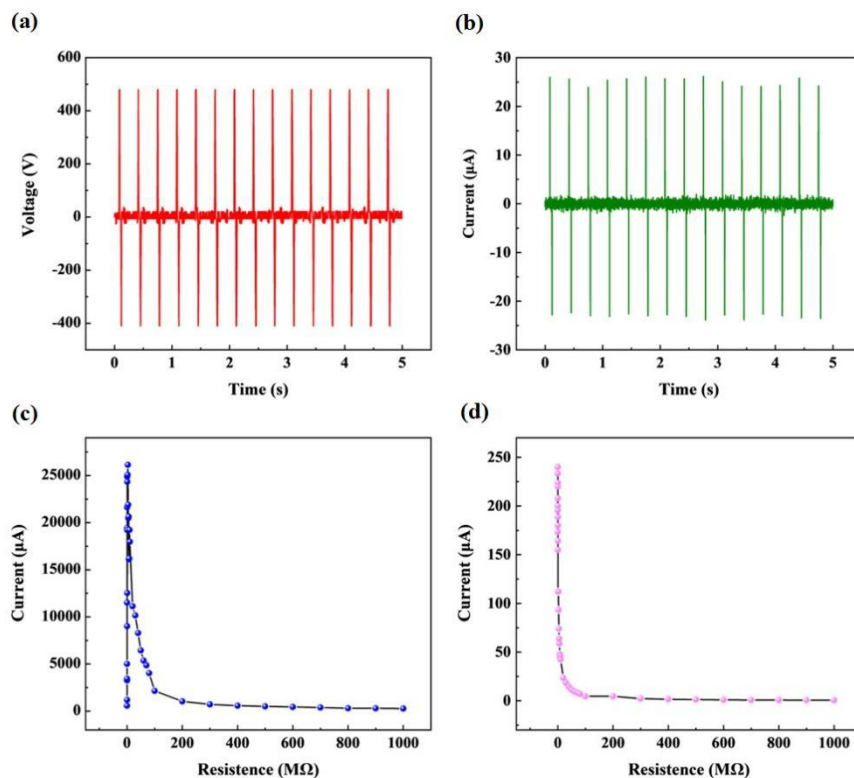 (a)
600
400
200
0
-200
-400
Voltage (V)
0 1 2 3 4 5
Time (s)
(b)
30
20
10
0
-10
-20
-30
Current (μA)
0 1 2 3 4 5
Time (s)
(c)
25000
20000
15000
10000
5000
0
Current (μA)
0 200 400 600 800 1000
Resistence (MΩ)
(d)
250
200
150
100
50
0
Current (μA)
0 200 400 600 800 1000
Resistence (MΩ)